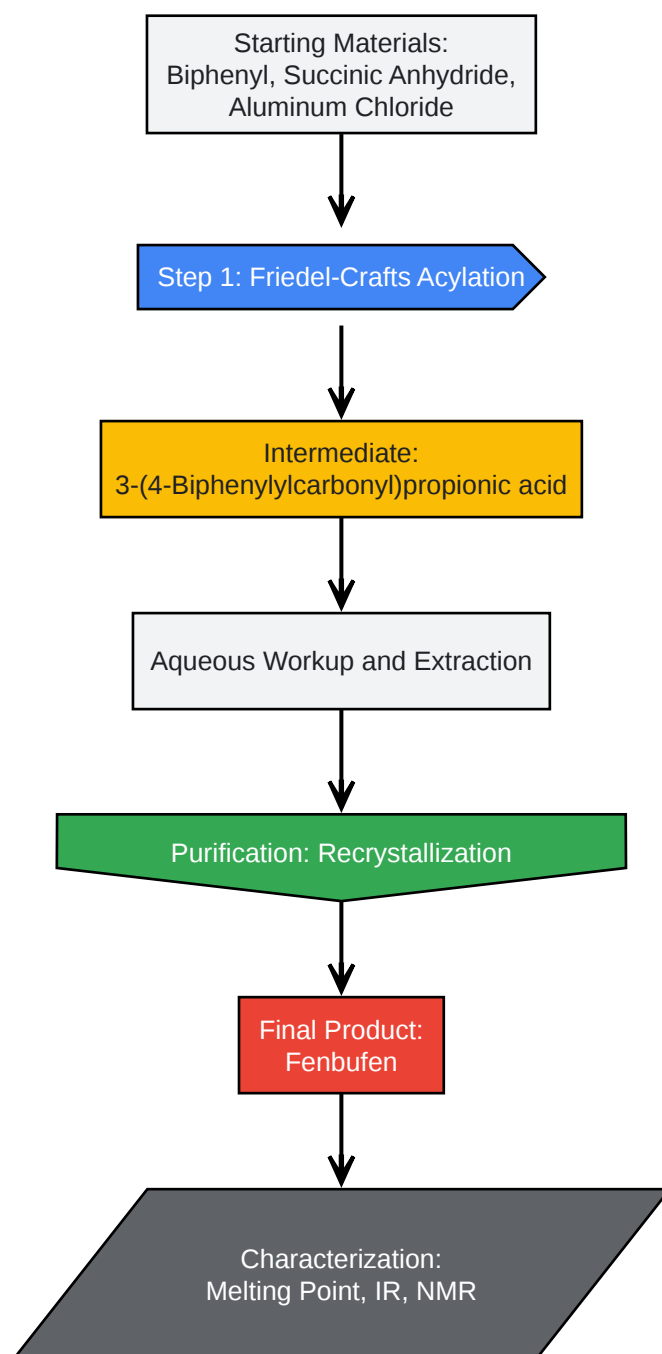 Starting Materials:
Biphenyl, Succinic Anhydride,
Aluminum Chloride
Step 1: Friedel-Crafts Acylation
Intermediate:
3-(4-Biphenylylcarbonyl)propionic acid
Aqueous Workup and Extraction
Purification: Recrystallization
Final Product:
Fenbufen
Characterization:
Melting Point, IR, NMR